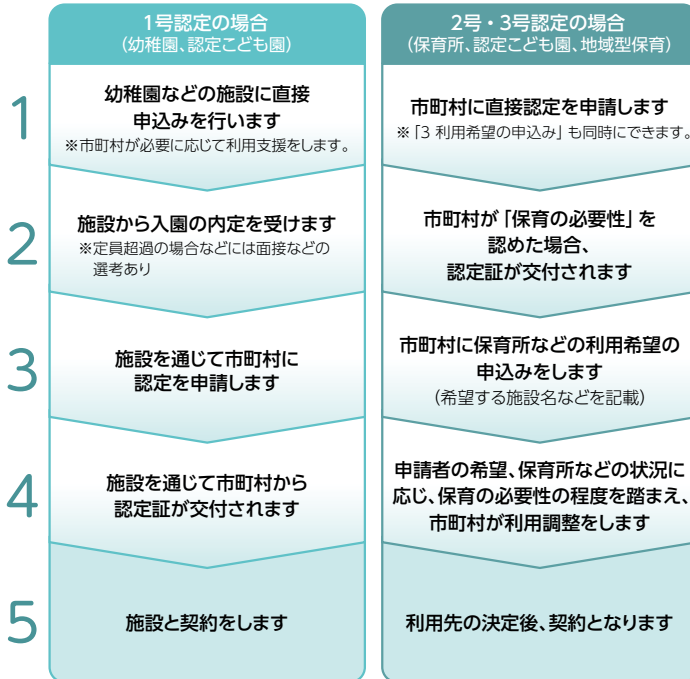 1号認定の場合
（幼稚園、認定こども園）
2号・3号認定の場合
（保育所、認定こども園、地域型保育）
1
幼稚園などの施設に直接
申込みを行います
※市町村が必要に応じて利用支援をします。
市町村に直接認定を申請します
※「3 利用希望の申込み」も同時にできます。
2
施設から入園の内定を受けます
※定員超過の場合などには面接などの
選考あり
市町村が「保育の必要性」を
認めた場合、
認定証が交付されます
3
施設を通じて市町村に
認定を申請します
市町村に保育所などの利用希望の
申込みをします
（希望する施設名などを記載）
4
施設を通じて市町村から
認定証が交付されます
申請者の希望、保育所などの状況に
応じ、保育の必要性の程度を踏まえ、
市町村が利用調整をします
5
施設と契約をします
利用先の決定後、契約となります